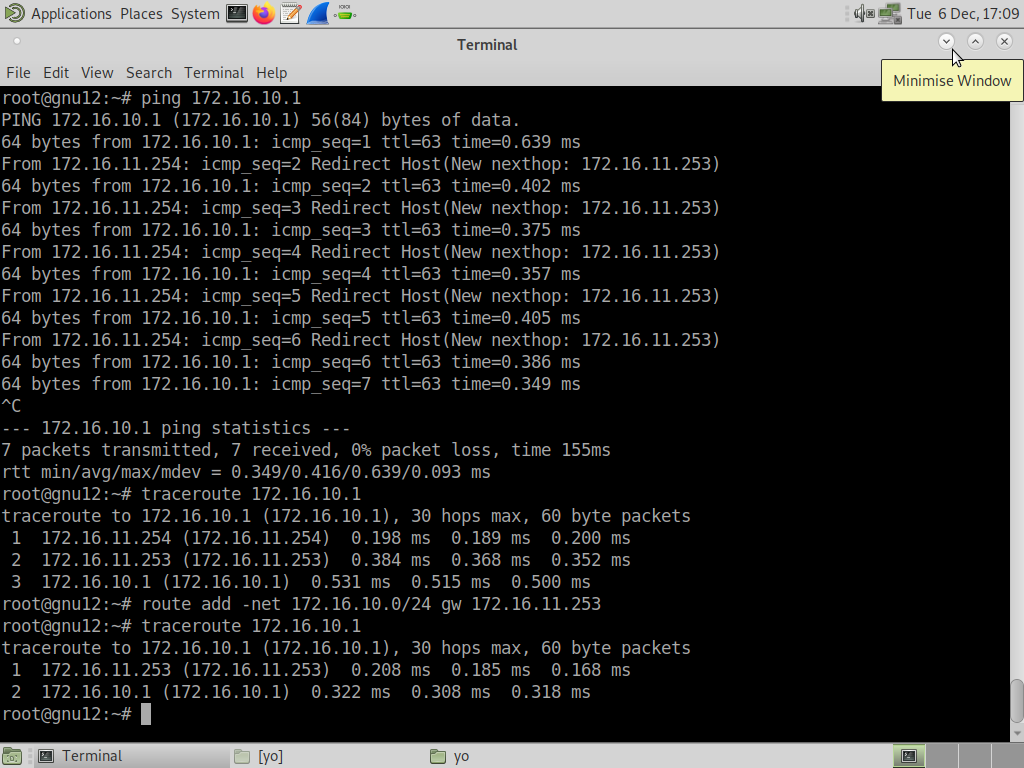 Applications Places System Tue 6 Dec, 17:09
Terminal
File Edit View Search Terminal Help
Minimise Window
root@gnu12:~# ping 172.16.10.1
PING 172.16.10.1 (172.16.10.1) 56(84) bytes of data.
64 bytes from 172.16.10.1: icmp_seq=1 ttl=63 time=0.639 ms
From 172.16.11.254: icmp_seq=2 Redirect Host(New nexthop: 172.16.11.253)
64 bytes from 172.16.10.1: icmp_seq=2 ttl=63 time=0.402 ms
From 172.16.11.254: icmp_seq=3 Redirect Host(New nexthop: 172.16.11.253)
64 bytes from 172.16.10.1: icmp_seq=3 ttl=63 time=0.375 ms
From 172.16.11.254: icmp_seq=4 Redirect Host(New nexthop: 172.16.11.253)
64 bytes from 172.16.10.1: icmp_seq=4 ttl=63 time=0.357 ms
From 172.16.11.254: icmp_seq=5 Redirect Host(New nexthop: 172.16.11.253)
64 bytes from 172.16.10.1: icmp_seq=5 ttl=63 time=0.405 ms
From 172.16.11.254: icmp_seq=6 Redirect Host(New nexthop: 172.16.11.253)
64 bytes from 172.16.10.1: icmp_seq=6 ttl=63 time=0.386 ms
64 bytes from 172.16.10.1: icmp_seq=7 ttl=63 time=0.349 ms
^C
--- 172.16.10.1 ping statistics ---
7 packets transmitted, 7 received, 0% packet loss, time 155ms
rtt min/avg/max/mdev = 0.349/0.416/0.639/0.093 ms
root@gnu12:~# traceroute 172.16.10.1
traceroute to 172.16.10.1 (172.16.10.1), 30 hops max, 60 byte packets
1 172.16.11.254 (172.16.11.254) 0.198 ms 0.189 ms 0.200 ms
2 172.16.11.253 (172.16.11.253) 0.384 ms 0.368 ms 0.352 ms
3 172.16.10.1 (172.16.10.1) 0.531 ms 0.515 ms 0.500 ms
root@gnu12:~# route add -net 172.16.10.0/24 gw 172.16.11.253
root@gnu12:~# traceroute 172.16.10.1
traceroute to 172.16.10.1 (172.16.10.1), 30 hops max, 60 byte packets
1 172.16.11.253 (172.16.11.253) 0.208 ms 0.185 ms 0.168 ms
2 172.16.10.1 (172.16.10.1) 0.322 ms 0.308 ms 0.318 ms
root@gnu12:~#
Terminal [yo] yo